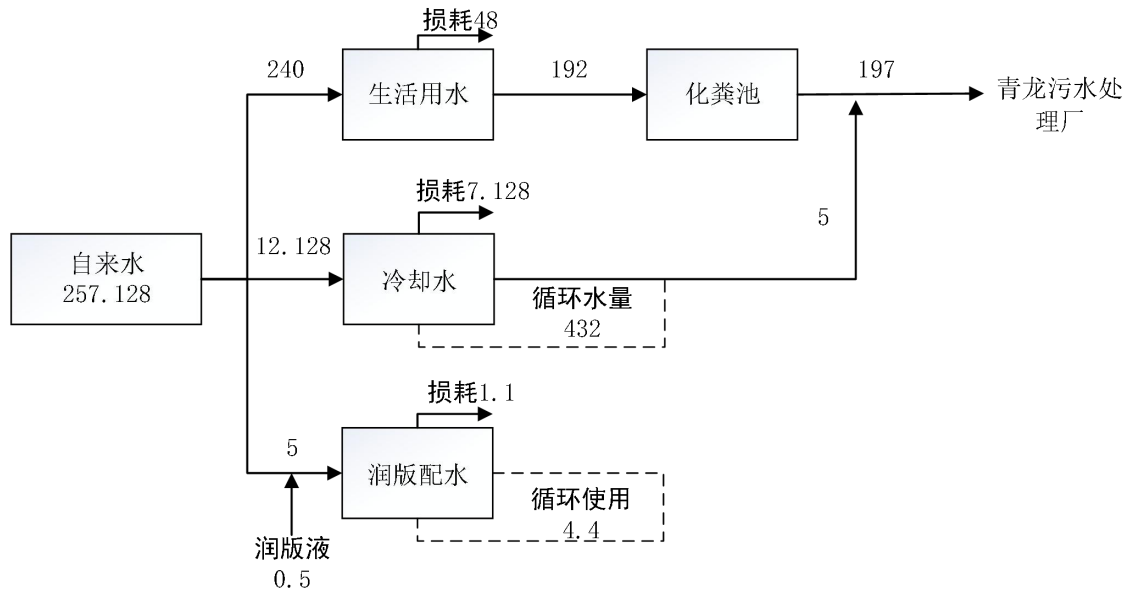 损耗48
240
生活用水
192
化粪池
197
青龙污水处
理厂
损耗7.128
自来水
257.128
12.128
冷却水
5
循环水量
432
损耗1.1
5
润版配水
循环使用
4.4
润版液
0.5